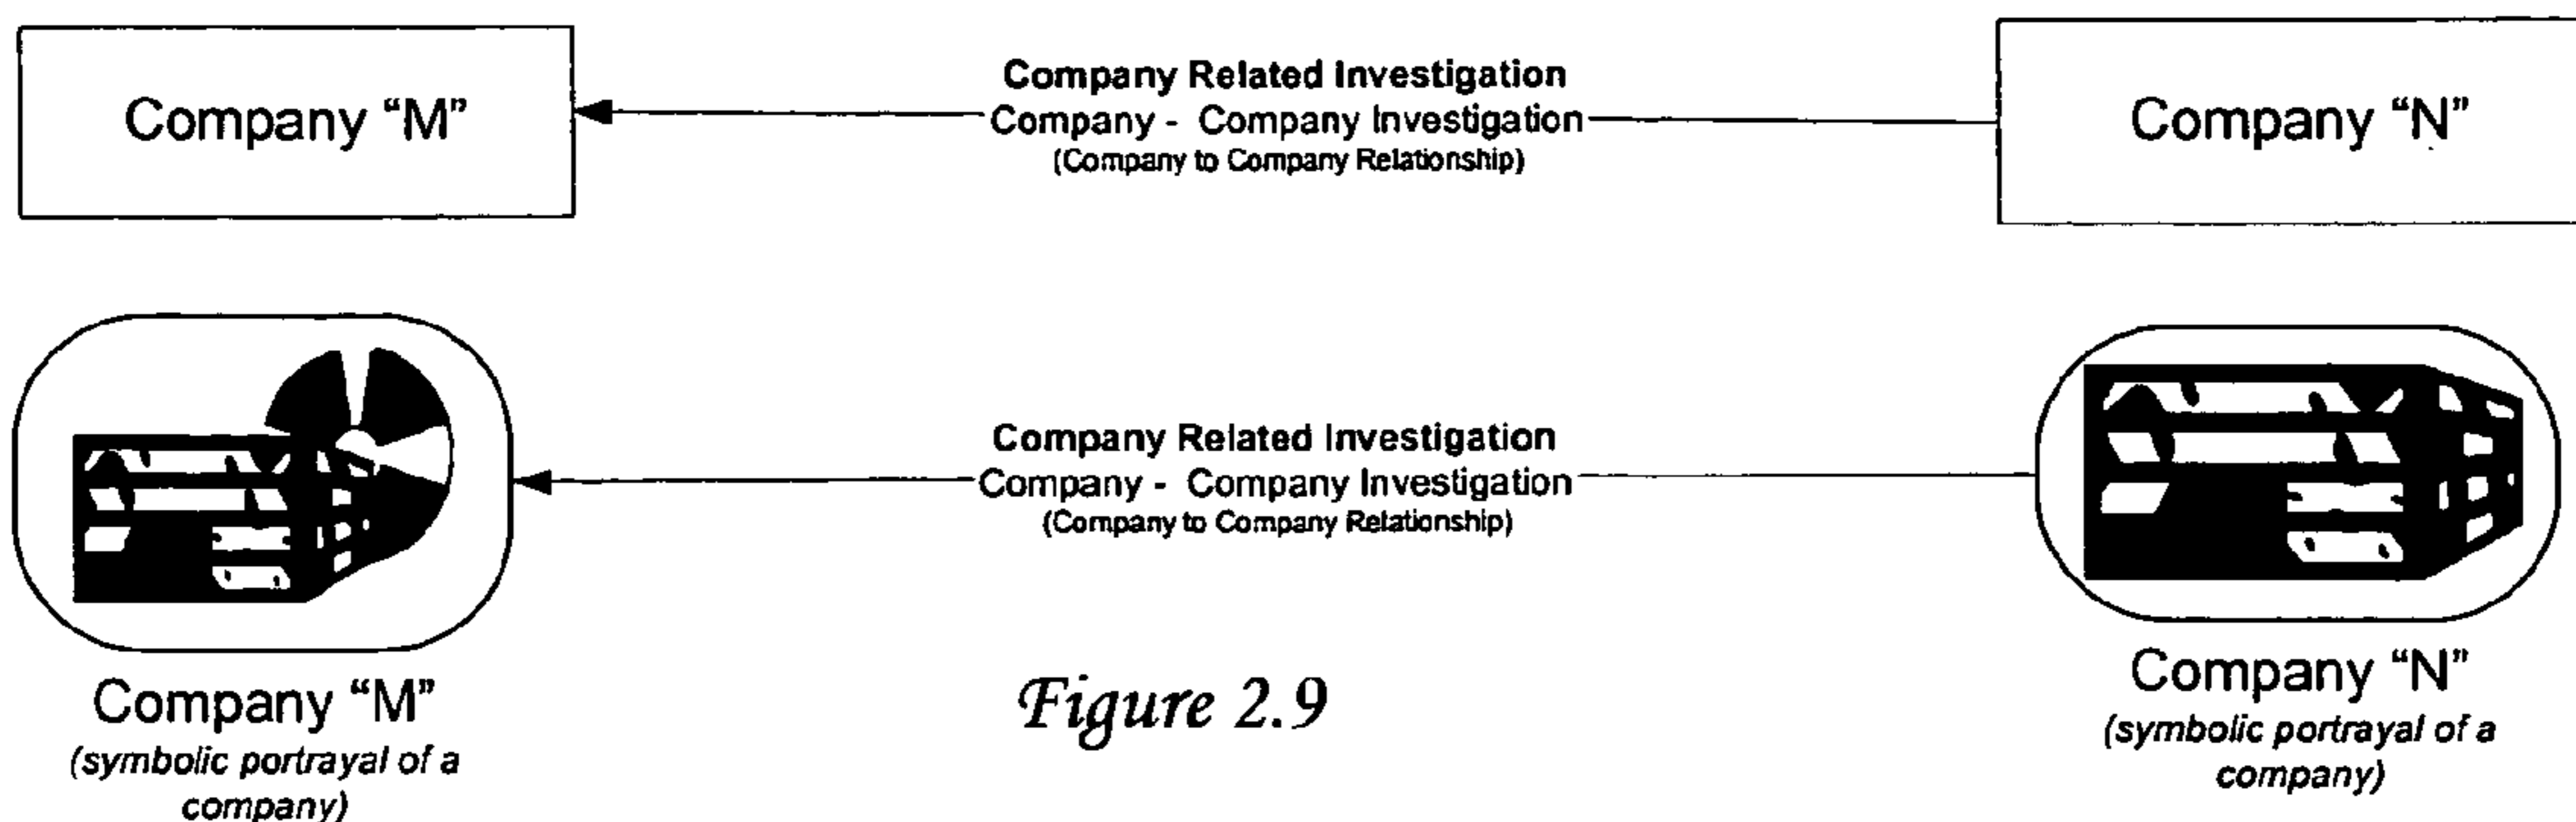 Company “M”
Company Related Investigation
Company - Company Investigation
(Company to Company Relationship)
Company “N”
Company Related Investigation
Company - Company Investigation
(Company to Company Relationship)
Company “M”
(symbolic portrayal of a
company)
Figure 2.9
Company “N”
(symbolic portrayal of a
company)